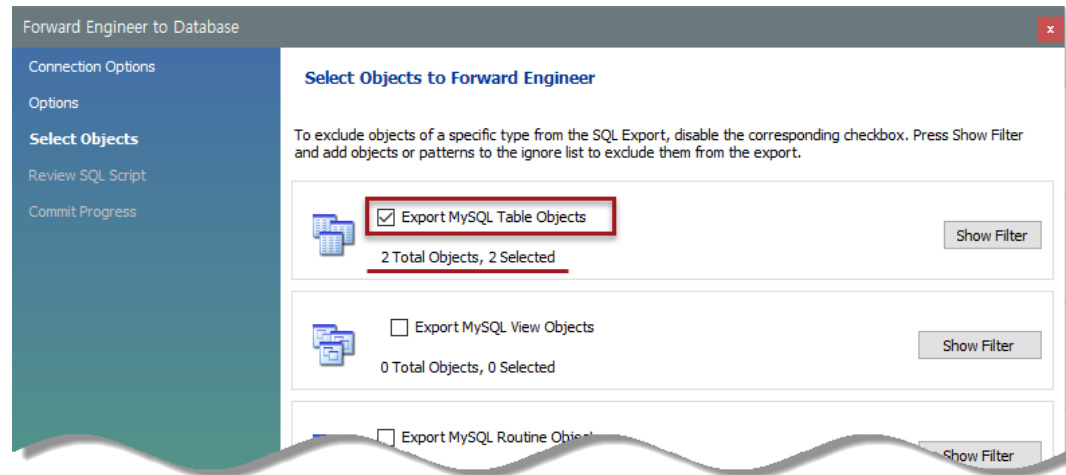 Forward Engineer to Database
x
Connection Options
Options
Select Objects
Review SQL Script
Commit Progress
Select Objects to Forward Engineer
To exclude objects of a specific type from the SQL Export, disable the corresponding checkbox. Press Show Filter
and add objects or patterns to the ignore list to exclude them from the export.
Export MySQL Table Objects
Show Filter
2 Total Objects, 2 Selected
Export MySQL View Objects
Show Filter
0 Total Objects, 0 Selected
Export MySQL Routine
Show Filter